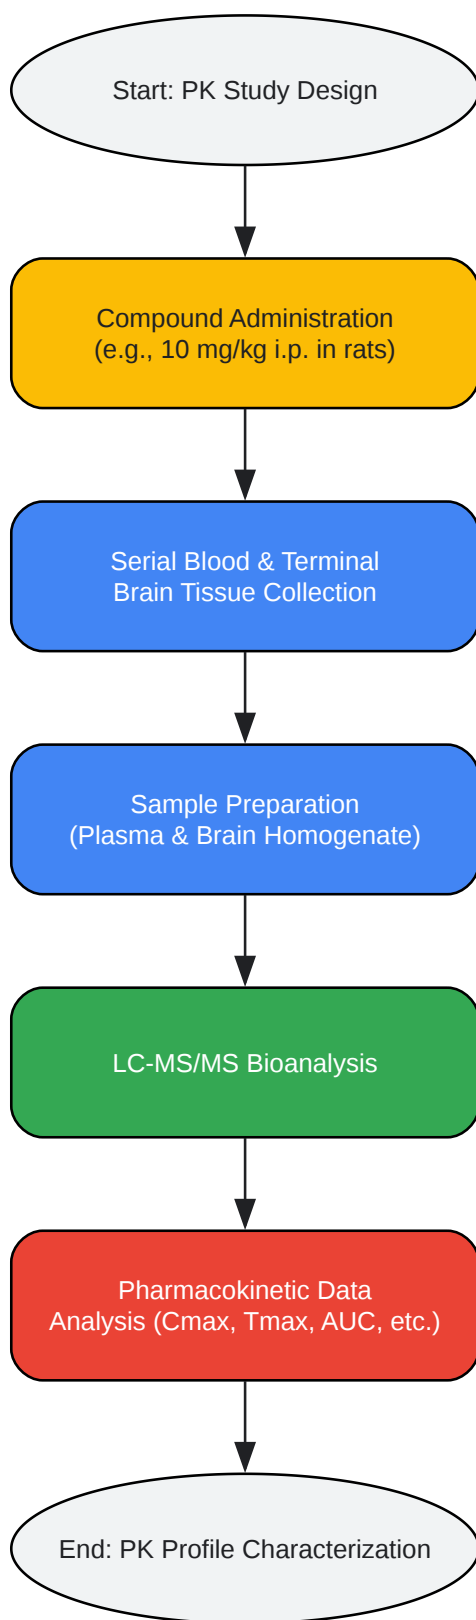 Start: PK Study Design
Compound Administration
(e.g., 10 mg/kg i.p. in rats)
Serial Blood & Terminal
Brain Tissue Collection
Sample Preparation
(Plasma & Brain Homogenate)
LC-MS/MS Bioanalysis
Pharmacokinetic Data
Analysis (Cmax, Tmax, AUC, etc.)
End: PK Profile Characterization